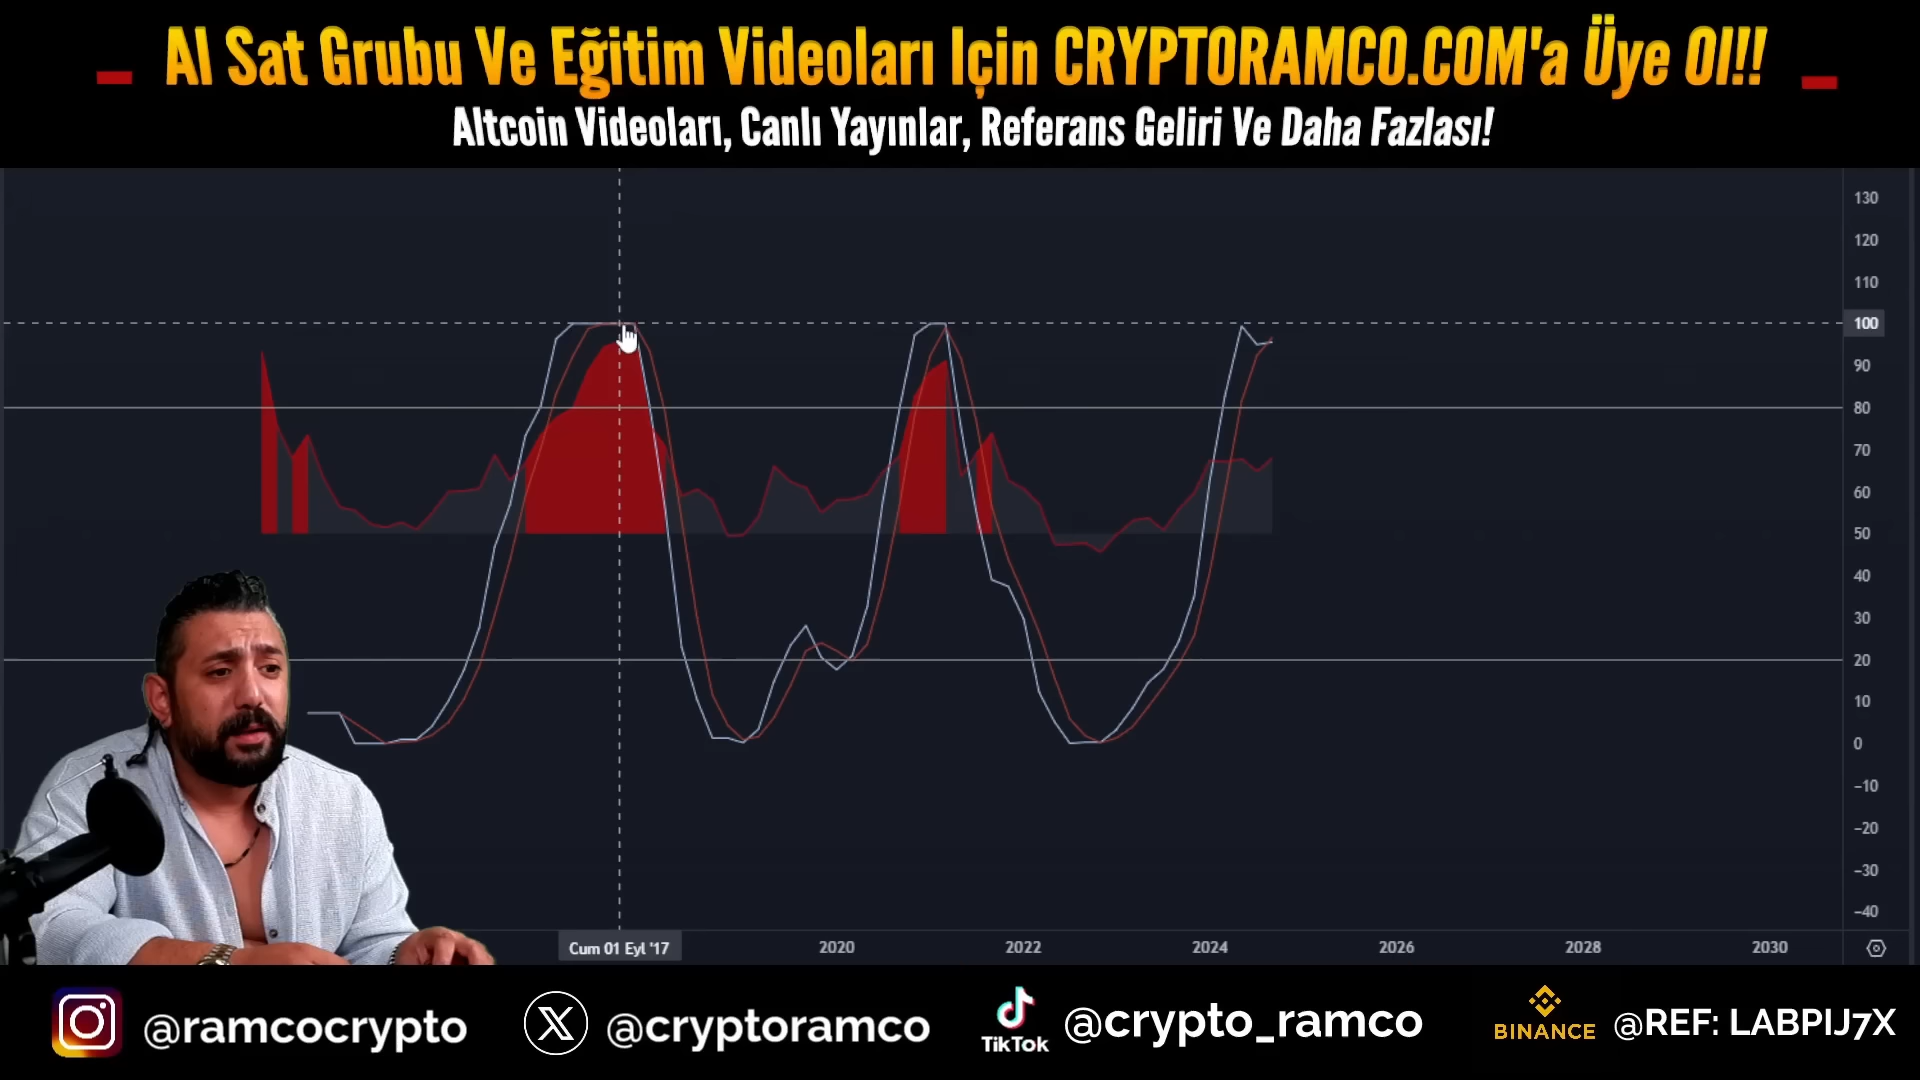 Al Sat Grubu Ve Eğitim Videoları Için CRYPTORAMCO.COM'a Üye Ol!!
Altcoin Videoları, Canlı Yayınlar, Referans Geliri Ve Daha Fazlası!
130
120
110
100
90
80
70
60
50
40
30
20
10
0
-10
-20
-30
-40
Cum 01 Eyl '17
2020
2022
2024
2026
2028
2030
@ramcocrypto
@cryptoramco
TikTok
@crypto_ramco
BINANCE
@REF: LABPIJ7X